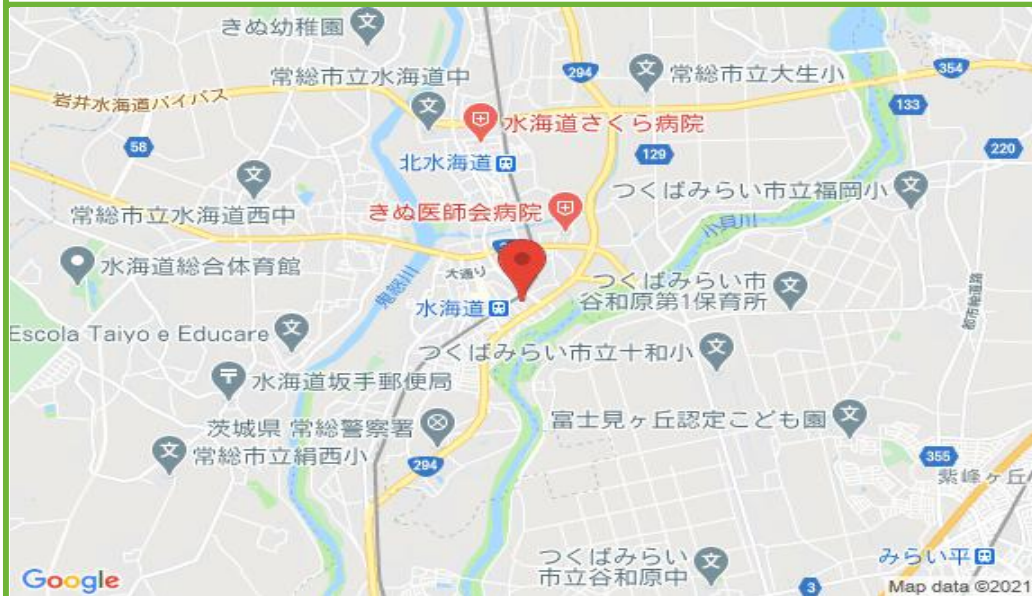 きぬ幼稚園
常総市立水海道中
294
常総市立大生小
354
岩井水海道バイパス
133
水海道さくら病院
58
北水海道
129
220
つくばみらい市立福岡小
常総市立水海道西中
きぬ医師会病院
小貝川
水海道総合体育館
大通り
鬼怒川
つくばみらい市
谷和原第1保育所
水海道
都市軸道路
Escola Taiyo e Educare
つくばみらい市立十和小
水海道坂手郵便局
茨城県 常総警察署
富士見ヶ丘認定こども園
常総市立絹西小
294
355
紫峰ヶ丘
つくばみらい
市立谷和原中
みらい平
3
Google
Map data ©2021